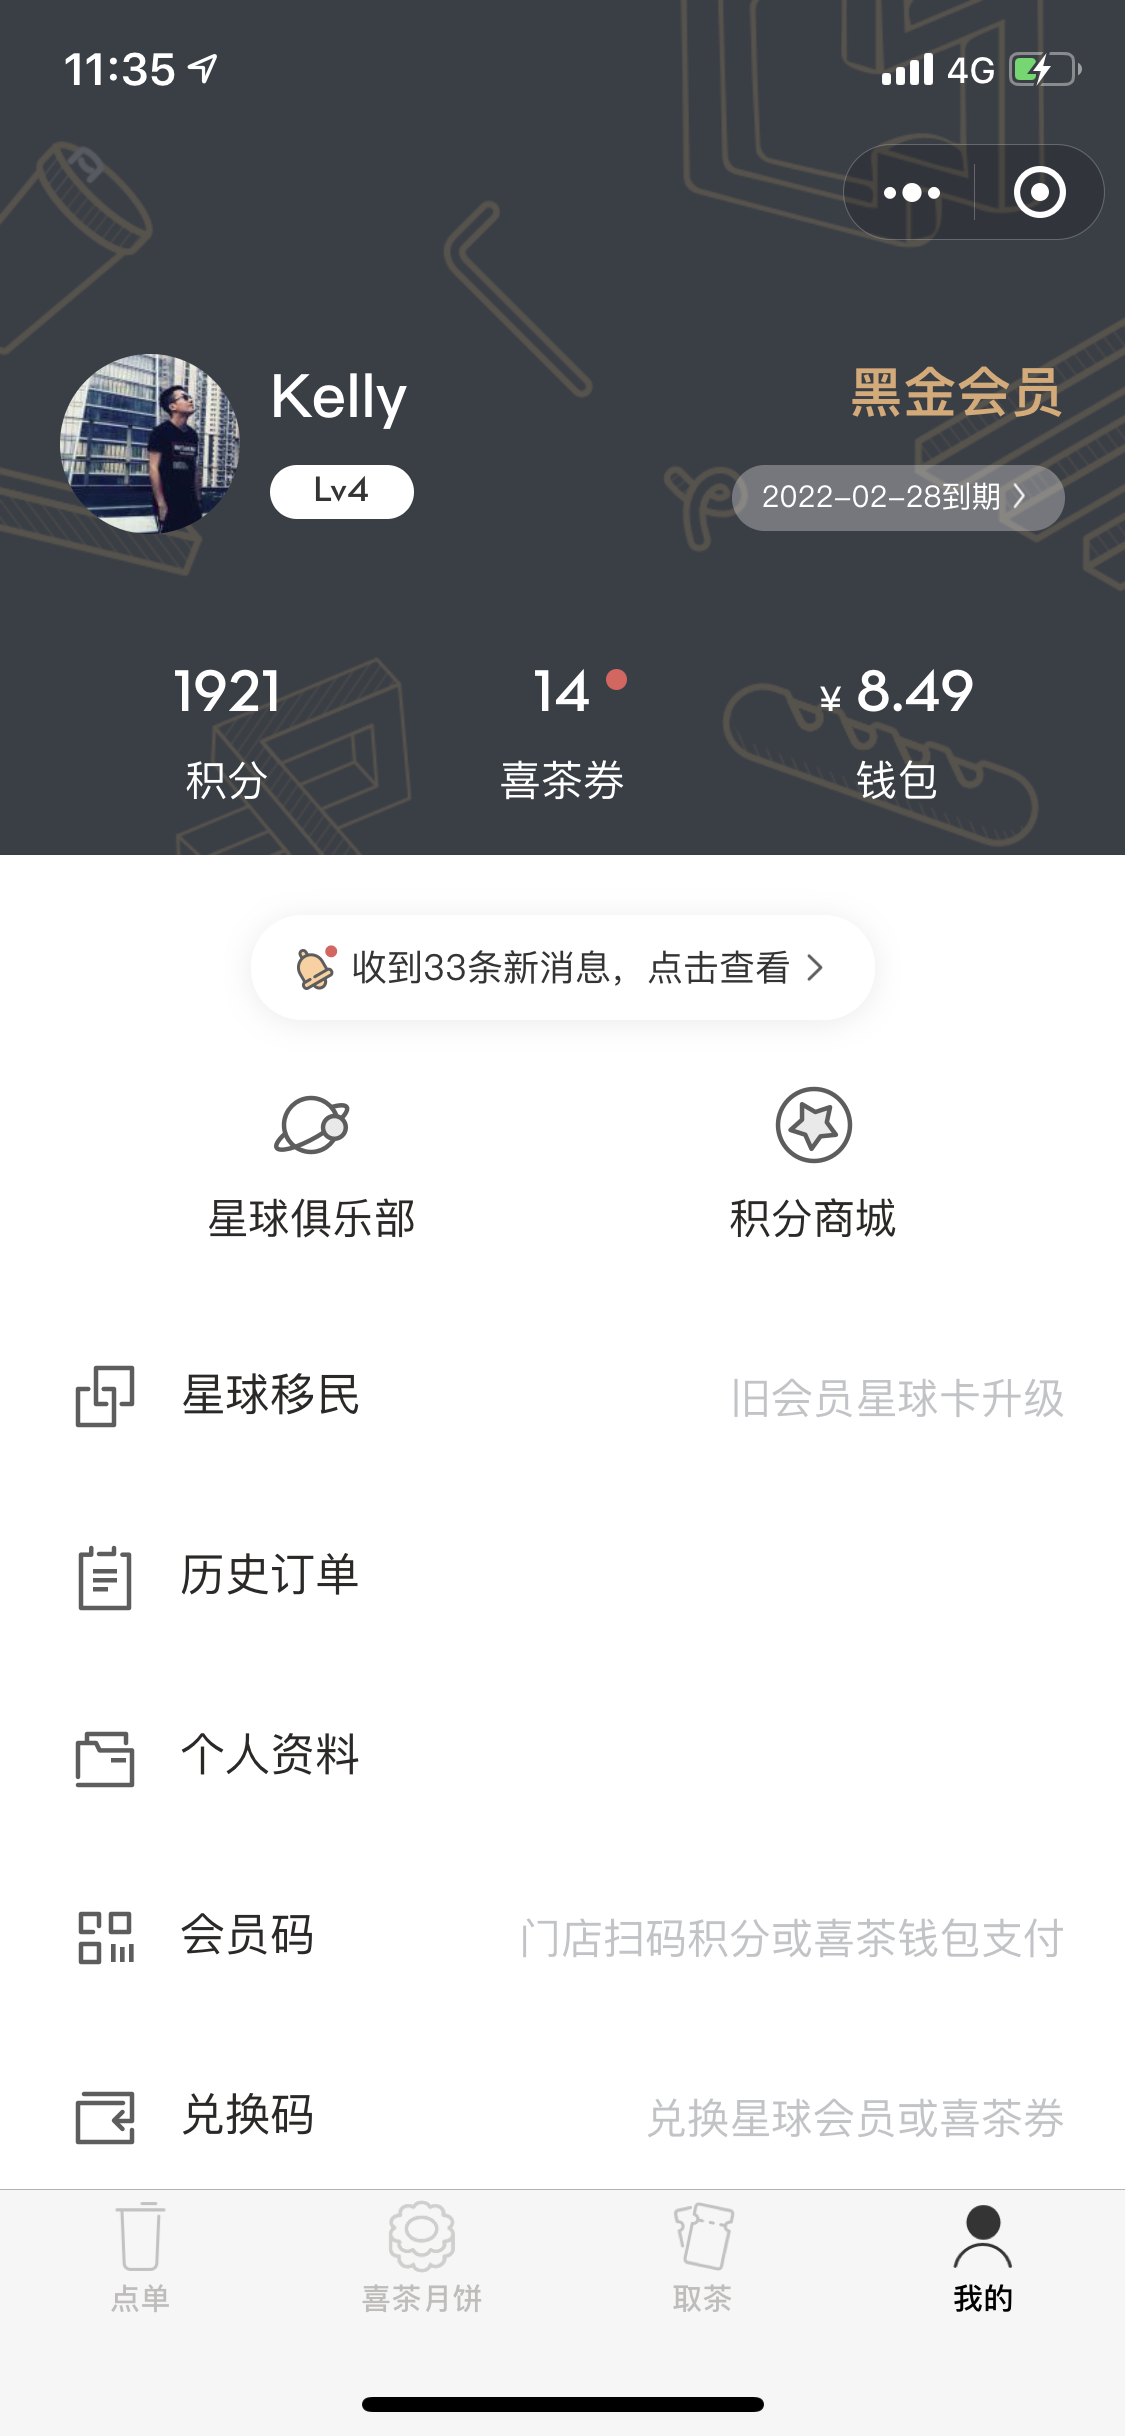 11:35
4G
Kelly
黑金会员
Lv4
2022-02-28到期
1921
14
¥ 8.49
积分
喜茶券
钱包
收到33条新消息，点击查看
星球俱乐部
积分商城
星球移民
旧会员星球卡升级
历史订单
个人资料
会员码
门店扫码积分或喜茶钱包支付
兑换码
兑换星球会员或喜茶券
点单
喜茶月饼
取茶
我的